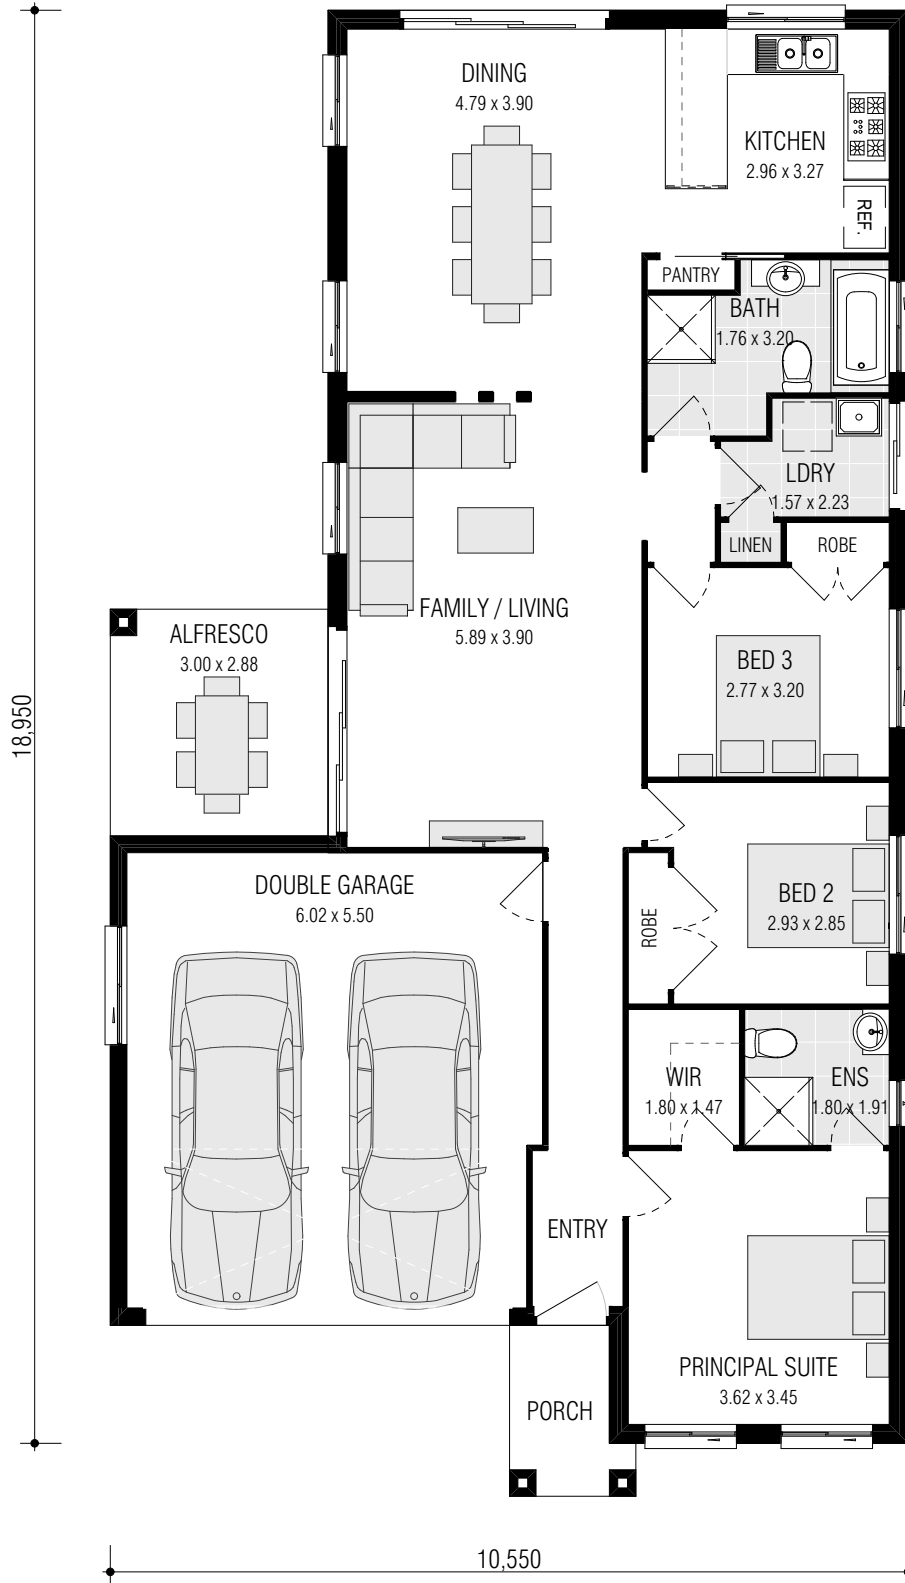 DINING
4.79 x 3.90
KITCHEN
2.96 x 3.27
REF.
PANTRY
BATH
1.76 x 3.20
LDRY
1.57 x 2.23
LINEN
ROBE
FAMILY / LIVING
5.89 x 3.90
ALFRESCO
3.00 x 2.88
BED 3
2.77 x 3.20
18,950
DOUBLE GARAGE
6.02 x 5.50
BED 2
2.93 x 2.85
ROBE
WIR
1.80 x 1.47
ENS
1.80 x 1.91
ENTRY
PRINCIPAL SUITE
3.62 x 3.45
PORCH
10,550